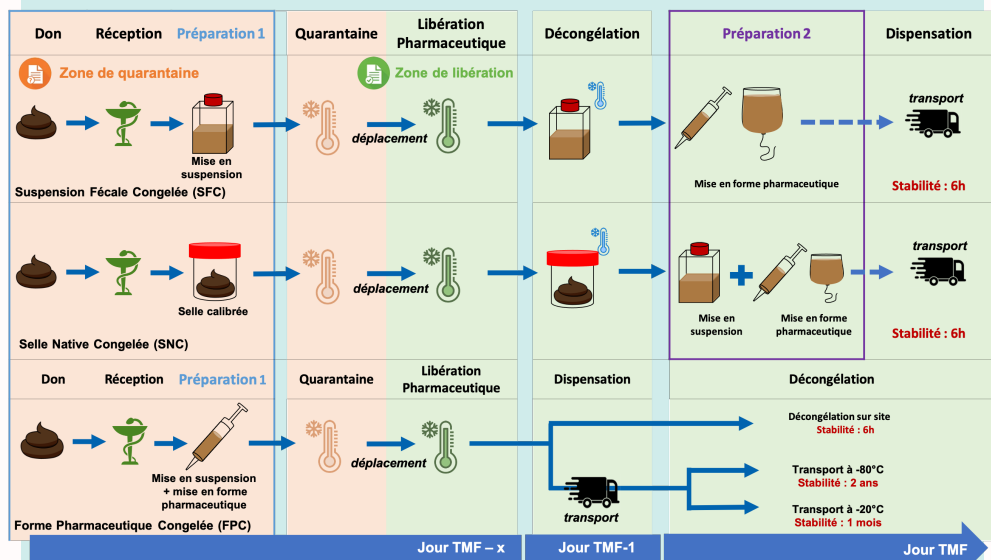 Don
Réception
Préparation 1
Quarantaine
Libération
Pharmaceutique
Décongélation
Préparation 2
Dispensation
Zone de quarantaine
Zone de libération
transport
déplacement
Mise en
suspension
Mise en forme pharmaceutique
Suspension Fécale Congelée (SFC)
Stabilité : 6h
transport
déplacement
Selle calibrée
Mise en
suspension
Mise en forme
pharmaceutique
Stabilité : 6h
Selle Native Congelée (SNC)
Don
Réception
Préparation 1
Quarantaine
Libération
Pharmaceutique
Dispensation
Décongélation
Décongélation sur site
Stabilité : 6h
déplacement
Mise en suspension
+ mise en forme
pharmaceutique
Transport à -80°C
Stabilité : 2 ans
transport
Transport à -20°C
Stabilité : 1 mois
Forme Pharmaceutique Congelée (FPC)
Jour TMF – x
Jour TMF-1
Jour TMF